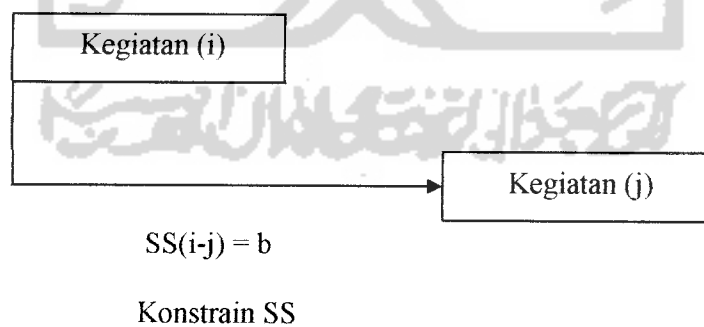 Kegiatan (i)
Kegiatan (j)
SS(i-j) = b
Konstrain SS